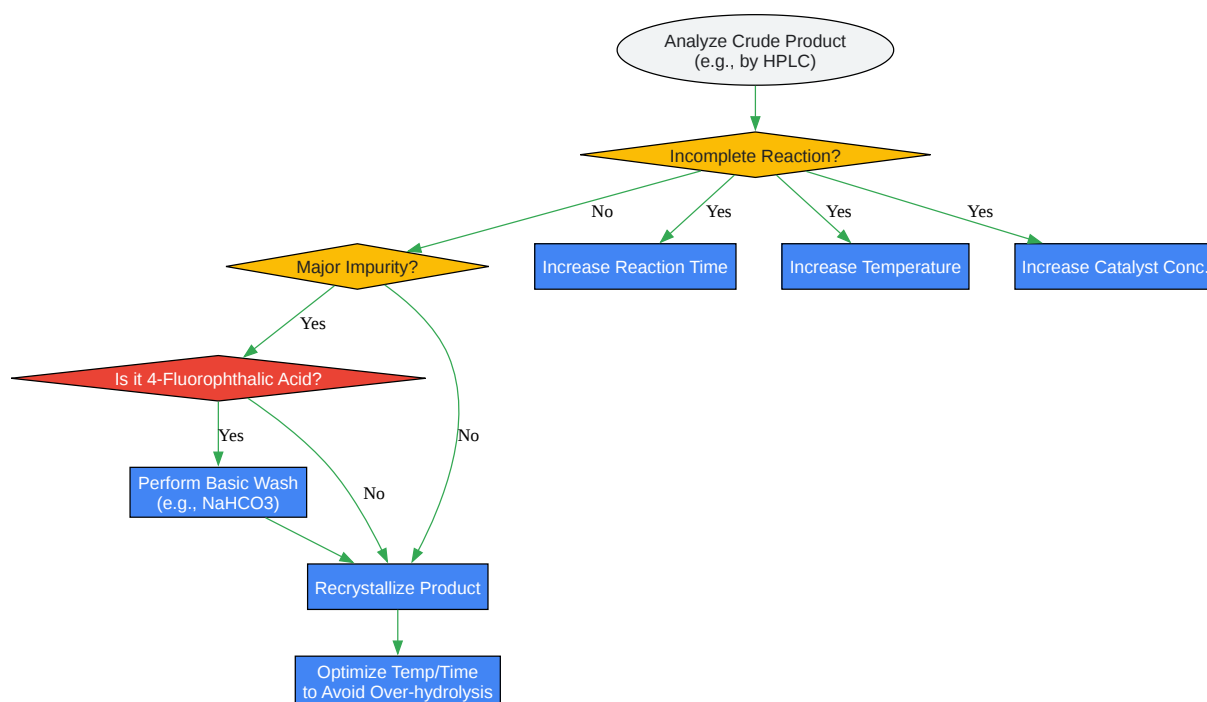 Analyze Crude Product
(e.g., by HPLC)
Incomplete Reaction?
No
Yes
Yes
Yes
Major Impurity?
Increase Reaction Time
Increase Temperature
Increase Catalyst Conc.
Yes
Is it 4-Fluorophthalic Acid?
Yes
No
Perform Basic Wash
(e.g., NaHCO3)
No
Recrystallize Product
Optimize Temp/Time
to Avoid Over-hydrolysis